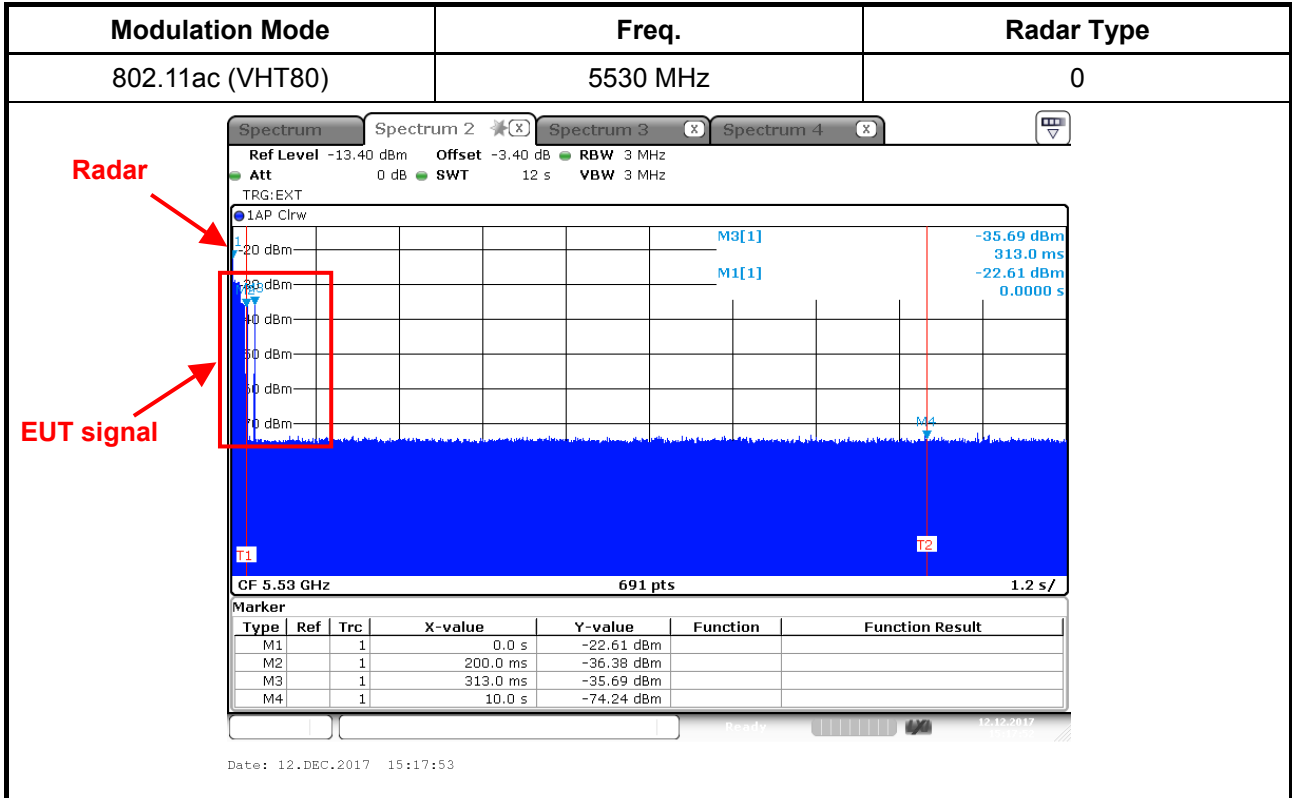 Modulation Mode Freq. Radar Type
802.11ac (VHT80) 5530 MHz 0
Spectrum Spectrum 2 X Spectrum 3 X Spectrum 4 X
Ref Level -13.40 dBm Offset -3.40 dB RBW 3 MHz
Att 0 dB SWT 12 s VBW 3 MHz
TRG:EXT
1AP Clrw
Radar
1
M3[1] -35.69 dBm
-20 dBm
313.0 ms
M1[1] -22.61 dBm
0.0000 s
dBm
dBm
dBm
dBm
dBm
EUT signal
M4
T1
T2
CF 5.53 GHz 691 pts 1.2 s/
Marker
Type Ref Trc X-value Y-value Function Function Result
M1 1 0.0 s -22.61 dBm
M2 1 200.0 ms -36.38 dBm
M3 1 313.0 ms -35.69 dBm
M4 1 10.0 s -74.24 dBm
Ready 12.12.2017
Date: 12.DEC.2017 15:17:53